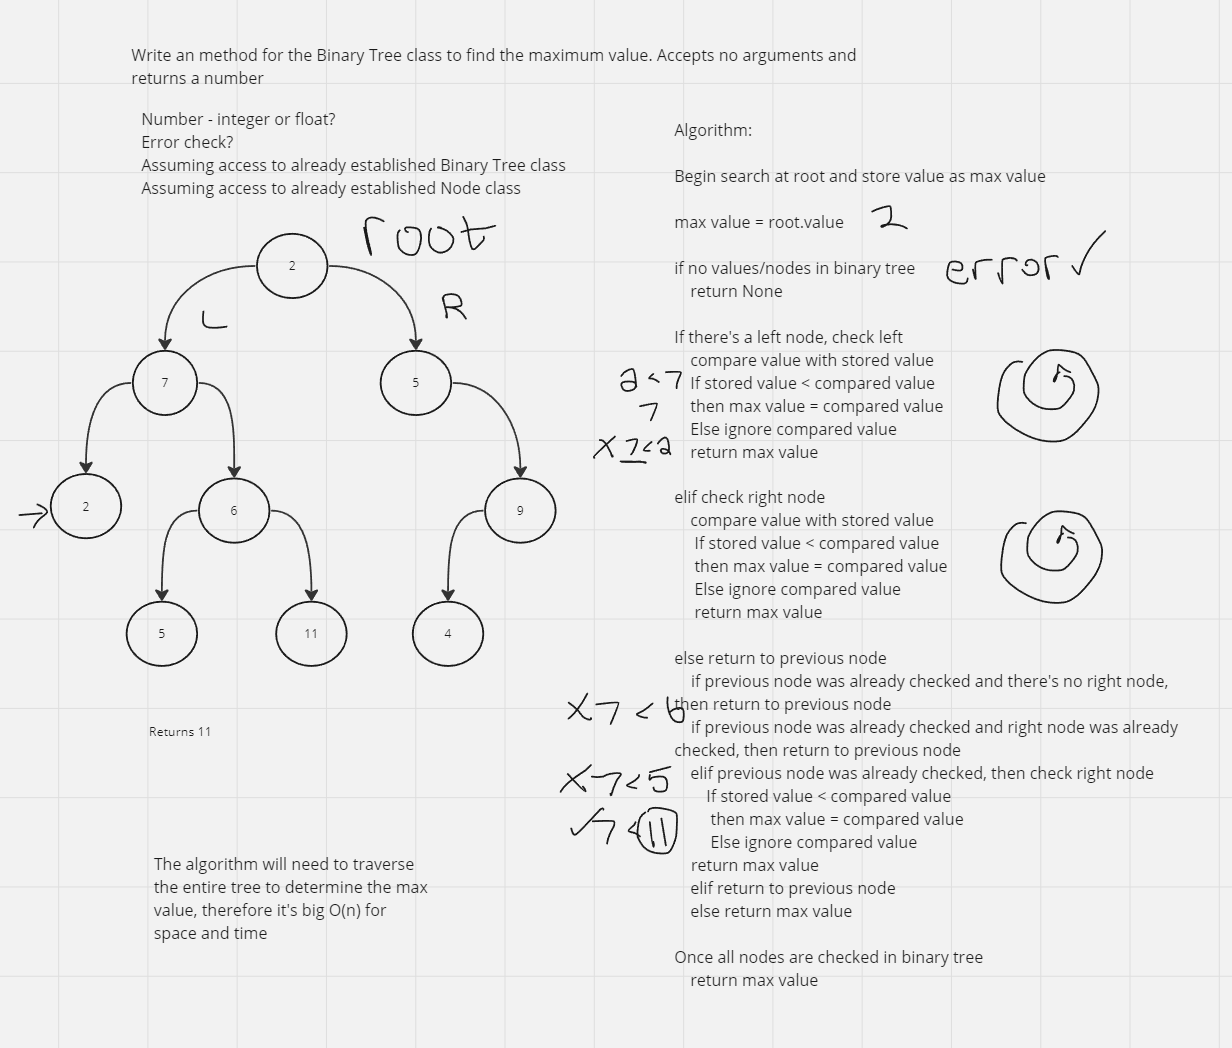 Write an method for the Binary Tree class to find the maximum value. Accepts no arguments and
returns a number
Number - integer or float?
Error check?
Assuming access to already established Binary Tree class
Assuming access to already established Node class
root
2
L
R
7
5
2
6
9
5
11
4
Returns 11
The algorithm will need to traverse
the entire tree to determine the max
value, therefore it's big O(n) for
space and time
Algorithm:
Begin search at root and store value as max value
max value = root.value 2
if no values/nodes in binary tree error ✓
return None
If there's a left node, check left
compare value with stored value
2 < 7 If stored value < compared value
7 then max value = compared value
Else ignore compared value
X 7 < 2 return max value
elif check right node
compare value with stored value
If stored value < compared value
then max value = compared value
Else ignore compared value
return max value
else return to previous node
if previous node was already checked and there's no right node,
X 7 < 6 then return to previous node
if previous node was already checked and right node was already
checked, then return to previous node
X 7 < 5 elif previous node was already checked, then check right node
If stored value < compared value
✓ 7 < 11 then max value = compared value
Else ignore compared value
return max value
elif return to previous node
else return max value
Once all nodes are checked in binary tree
return max value